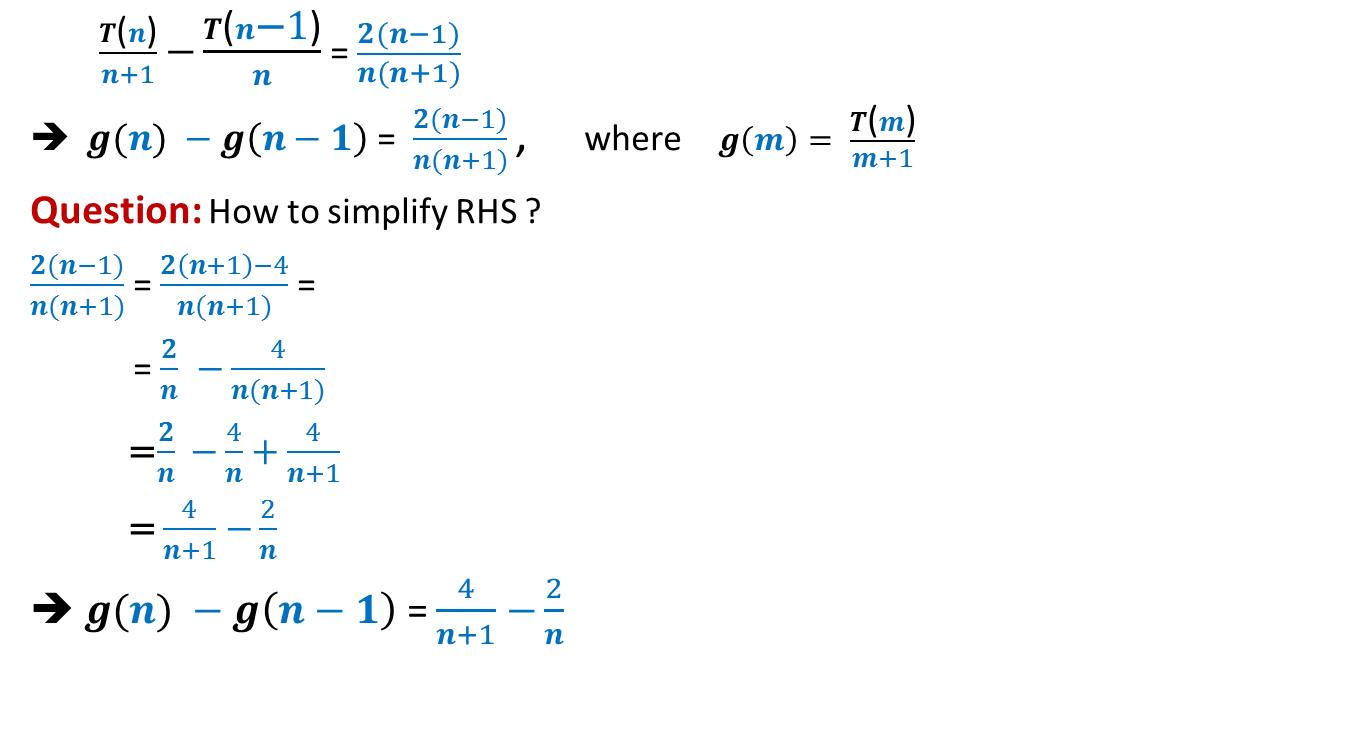 T(n)/(n+1) − T(n−1)/n = 2(n−1)/(n(n+1))
➔ g(n) − g(n − 1) = 2(n−1)/(n(n+1)) , where g(m) = T(m)/(m+1)
Question: How to simplify RHS ?
2(n−1)/(n(n+1)) = (2(n+1)−4)/(n(n+1)) =
= 2/n − 4/(n(n+1))
= 2/n − 4/n + 4/(n+1)
= 4/(n+1) − 2/n
➔ g(n) − g(n − 1) = 4/(n+1) − 2/n